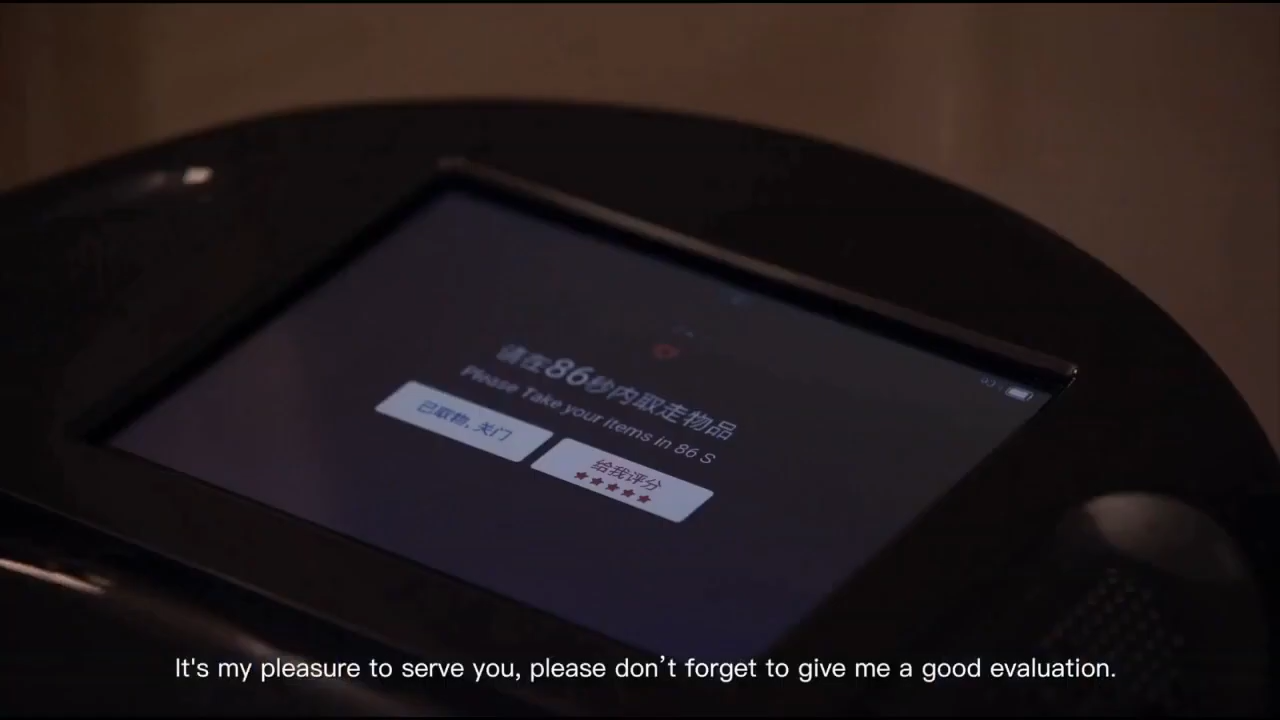 请在86秒内取走物品
Please Take your items in 86 S
已取物，关门
给我评分
It's my pleasure to serve you, please don't forget to give me a good evaluation.